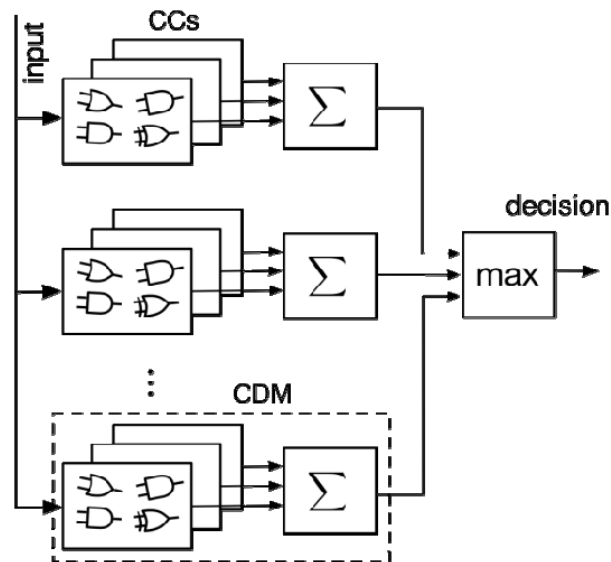 CCs
input
Σ
decision
Σ
max
⋮
CDM
Σ